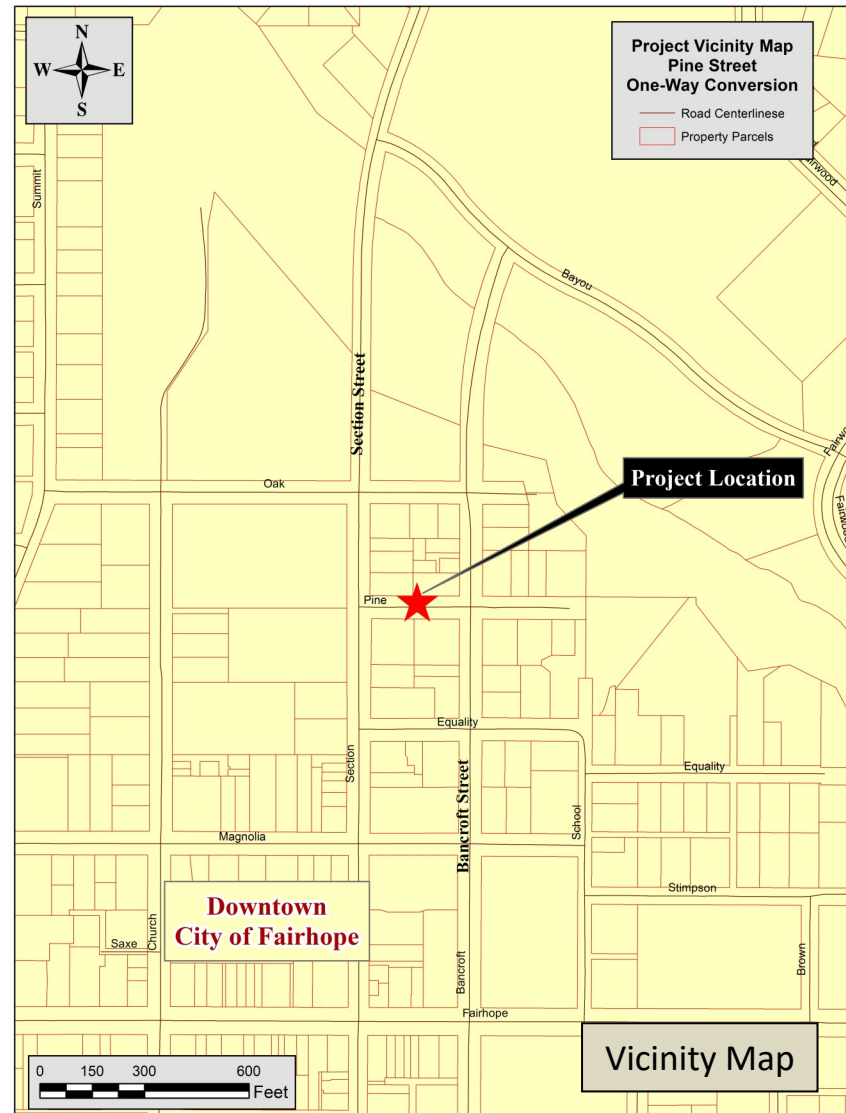 N
W E
S
Project Vicinity Map
Pine Street
One-Way Conversion
Road Centerlinese
Property Parcels
Fairwood
Summit
Bayou
Section Street
Fairwood
Oak
Project Location
Fairwood
Pine
Equality
Section
Equality
Bancroft Street
School
Magnolia
Stimpson
Downtown
City of Fairhope
Church
Saxe
Brown
Bancroft
Fairhope
Vicinity Map
0 150 300 600
Feet